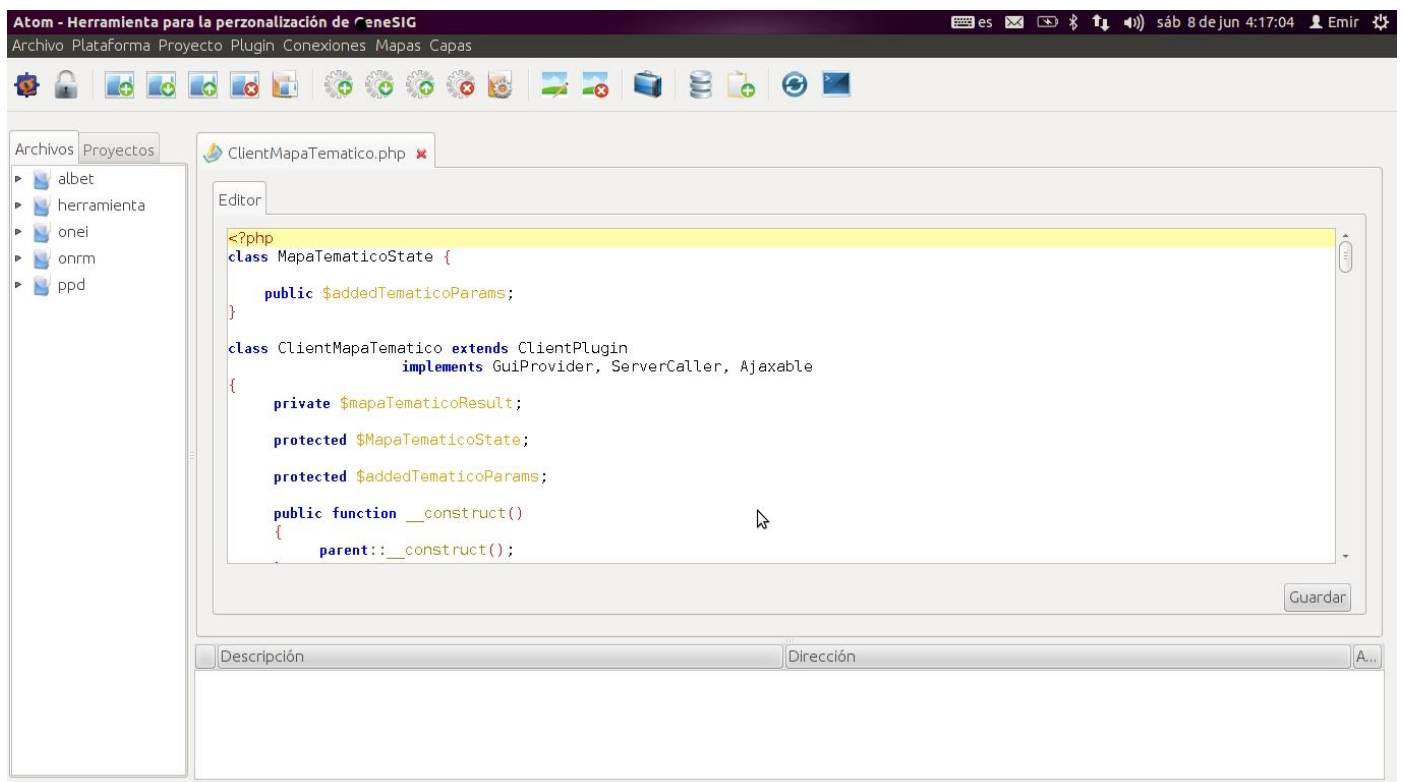 Atom - Herramienta para la perzonalización de GeneSIG
es sáb 8 de jun 4:17:04 Emir
Archivo Plataforma Proyecto Plugin Conexiones Mapas Capas
Archivos Proyectos
albet
herramienta
onei
onrm
ppd
ClientMapaTematico.php
Editor
<?php
class MapaTematicoState {
public $addedTematicoParams;
}
class ClientMapaTematico extends ClientPlugin
implements GuiProvider, ServerCaller, Ajaxable
{
private $mapaTematicoResult;
protected $MapaTematicoState;
protected $addedTematicoParams;
public function __construct()
{
parent::__construct();
Guardar
Descripción Dirección A...